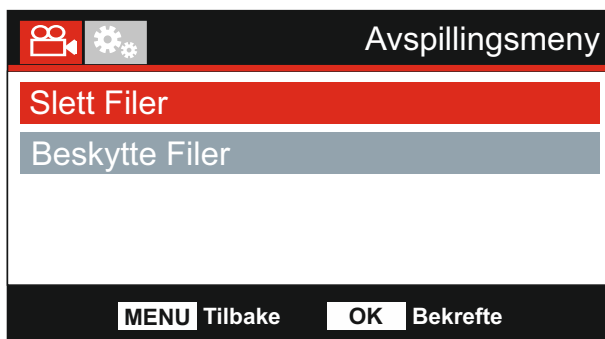 Avspillingsmeny
Slett Filer
Beskytte Filer
MENU Tilbake OK Bekrefte